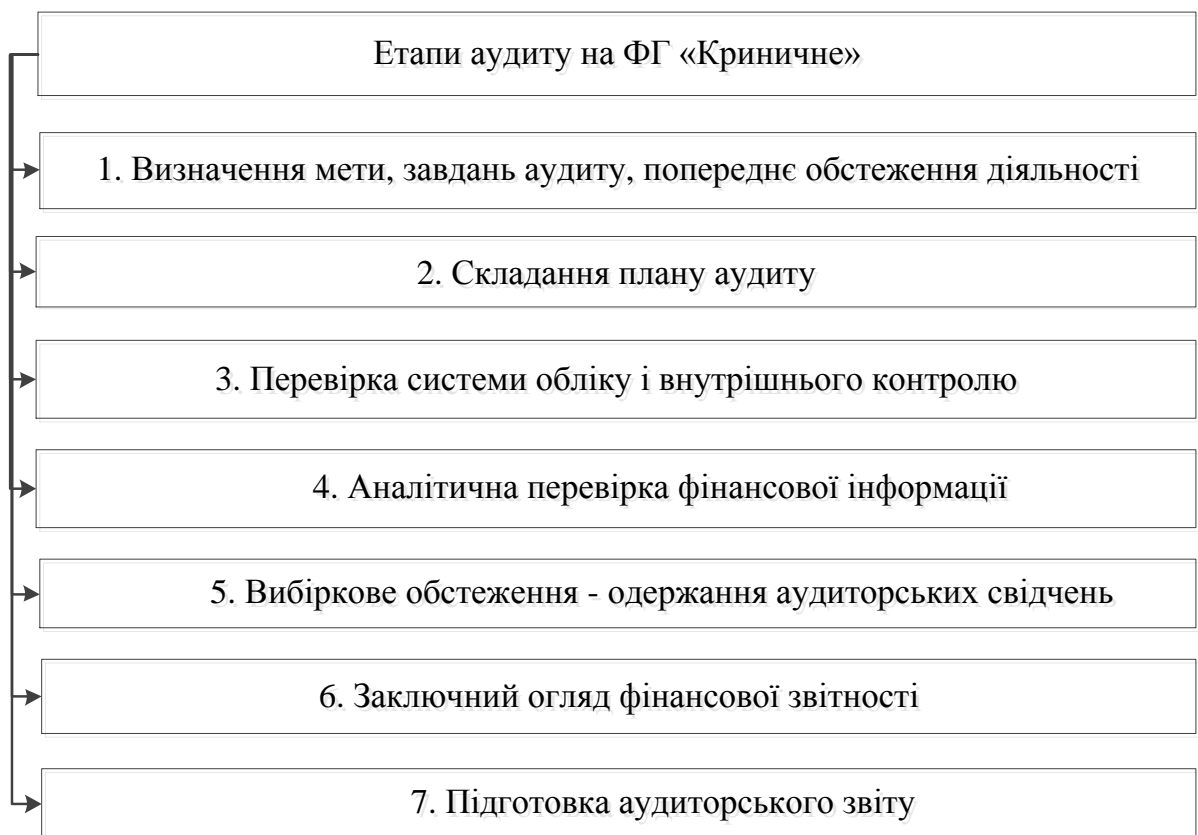 Етапи аудиту на ФГ «Криничне»
1. Визначення мети, завдань аудиту, попереднє обстеження діяльності
2. Складання плану аудиту
3. Перевірка системи обліку і внутрішнього контролю
4. Аналітична перевірка фінансової інформації
5. Вибіркове обстеження - одержання аудиторських свідчень
6. Заключний огляд фінансової звітності
7. Підготовка аудиторського звіту